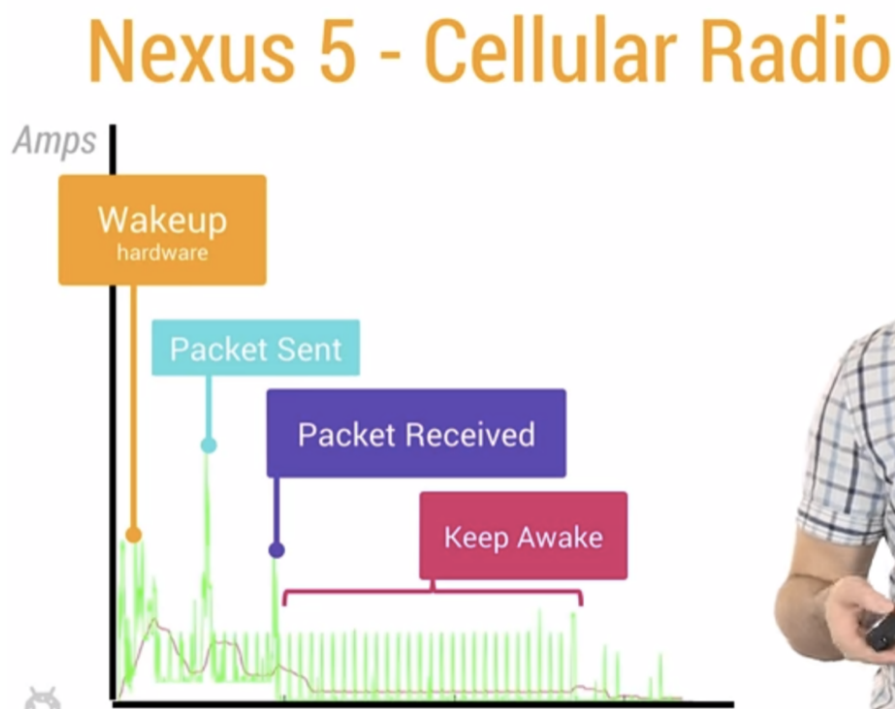 Nexus 5 - Cellular Radio
Amps
Wakeup
hardware
Packet Sent
Packet Received
Keep Awake